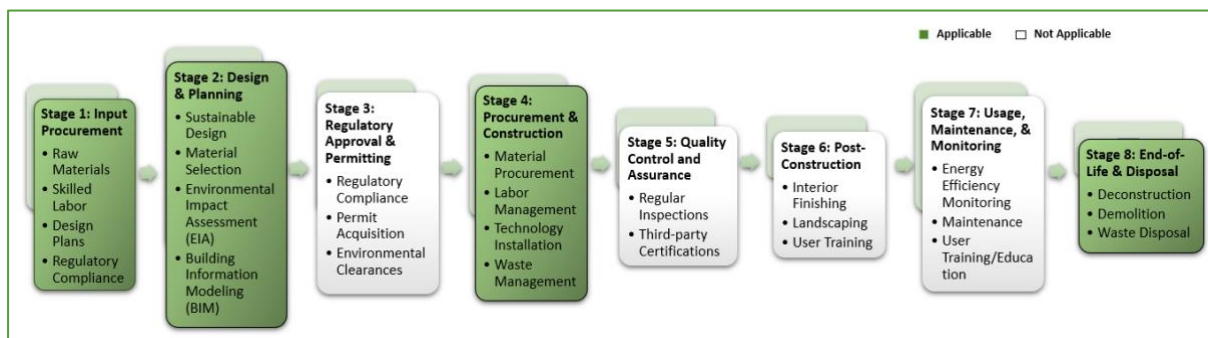 Applicable Not Applicable
Stage 1: Input
Procurement
• Raw
Materials
• Skilled
Labor
• Design
Plans
• Regulatory
Compliance
Stage 2: Design
& Planning
• Sustainable
Design
• Material
Selection
• Environmental
Impact
Assessment
(EIA)
• Building
Information
Modeling
(BIM)
Stage 3:
Regulatory
Approval &
Permitting
• Regulatory
Compliance
• Permit
Acquisition
• Environmental
Clearances
Stage 4:
Procurement &
Construction
• Material
Procurement
• Labor
Management
• Technology
Installation
• Waste
Management
Stage 5: Quality
Control and
Assurance
• Regular
Inspections
• Third-party
Certifications
Stage 6: Post-
Construction
• Interior
Finishing
• Landscaping
• User Training
Stage 7: Usage,
Maintenance, &
Monitoring
• Energy
Efficiency
Monitoring
• Maintenance
• User
Training/Educa
tion
Stage 8: End-of-
Life & Disposal
• Deconstruction
• Demolition
• Waste Disposal